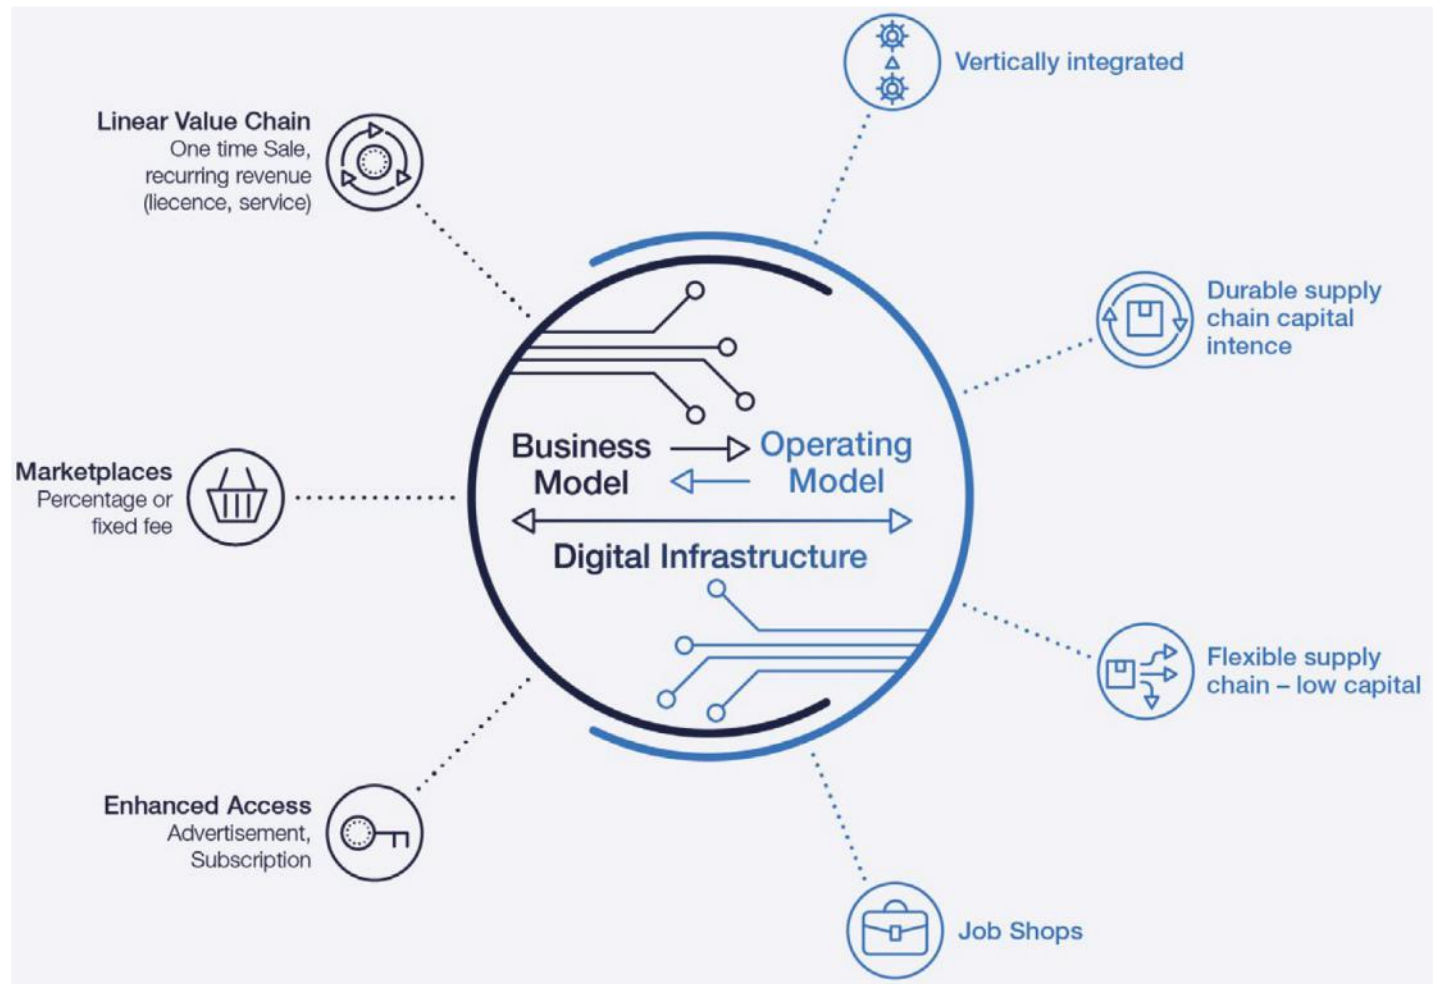 Vertically integrated
Linear Value Chain
One time Sale,
recurring revenue
(liecence, service)
Durable supply
chain capital
intence
Business
Model
Operating
Model
Digital Infrastructure
Marketplaces
Percentage or
fixed fee
Flexible supply
chain – low capital
Enhanced Access
Advertisement,
Subscription
Job Shops